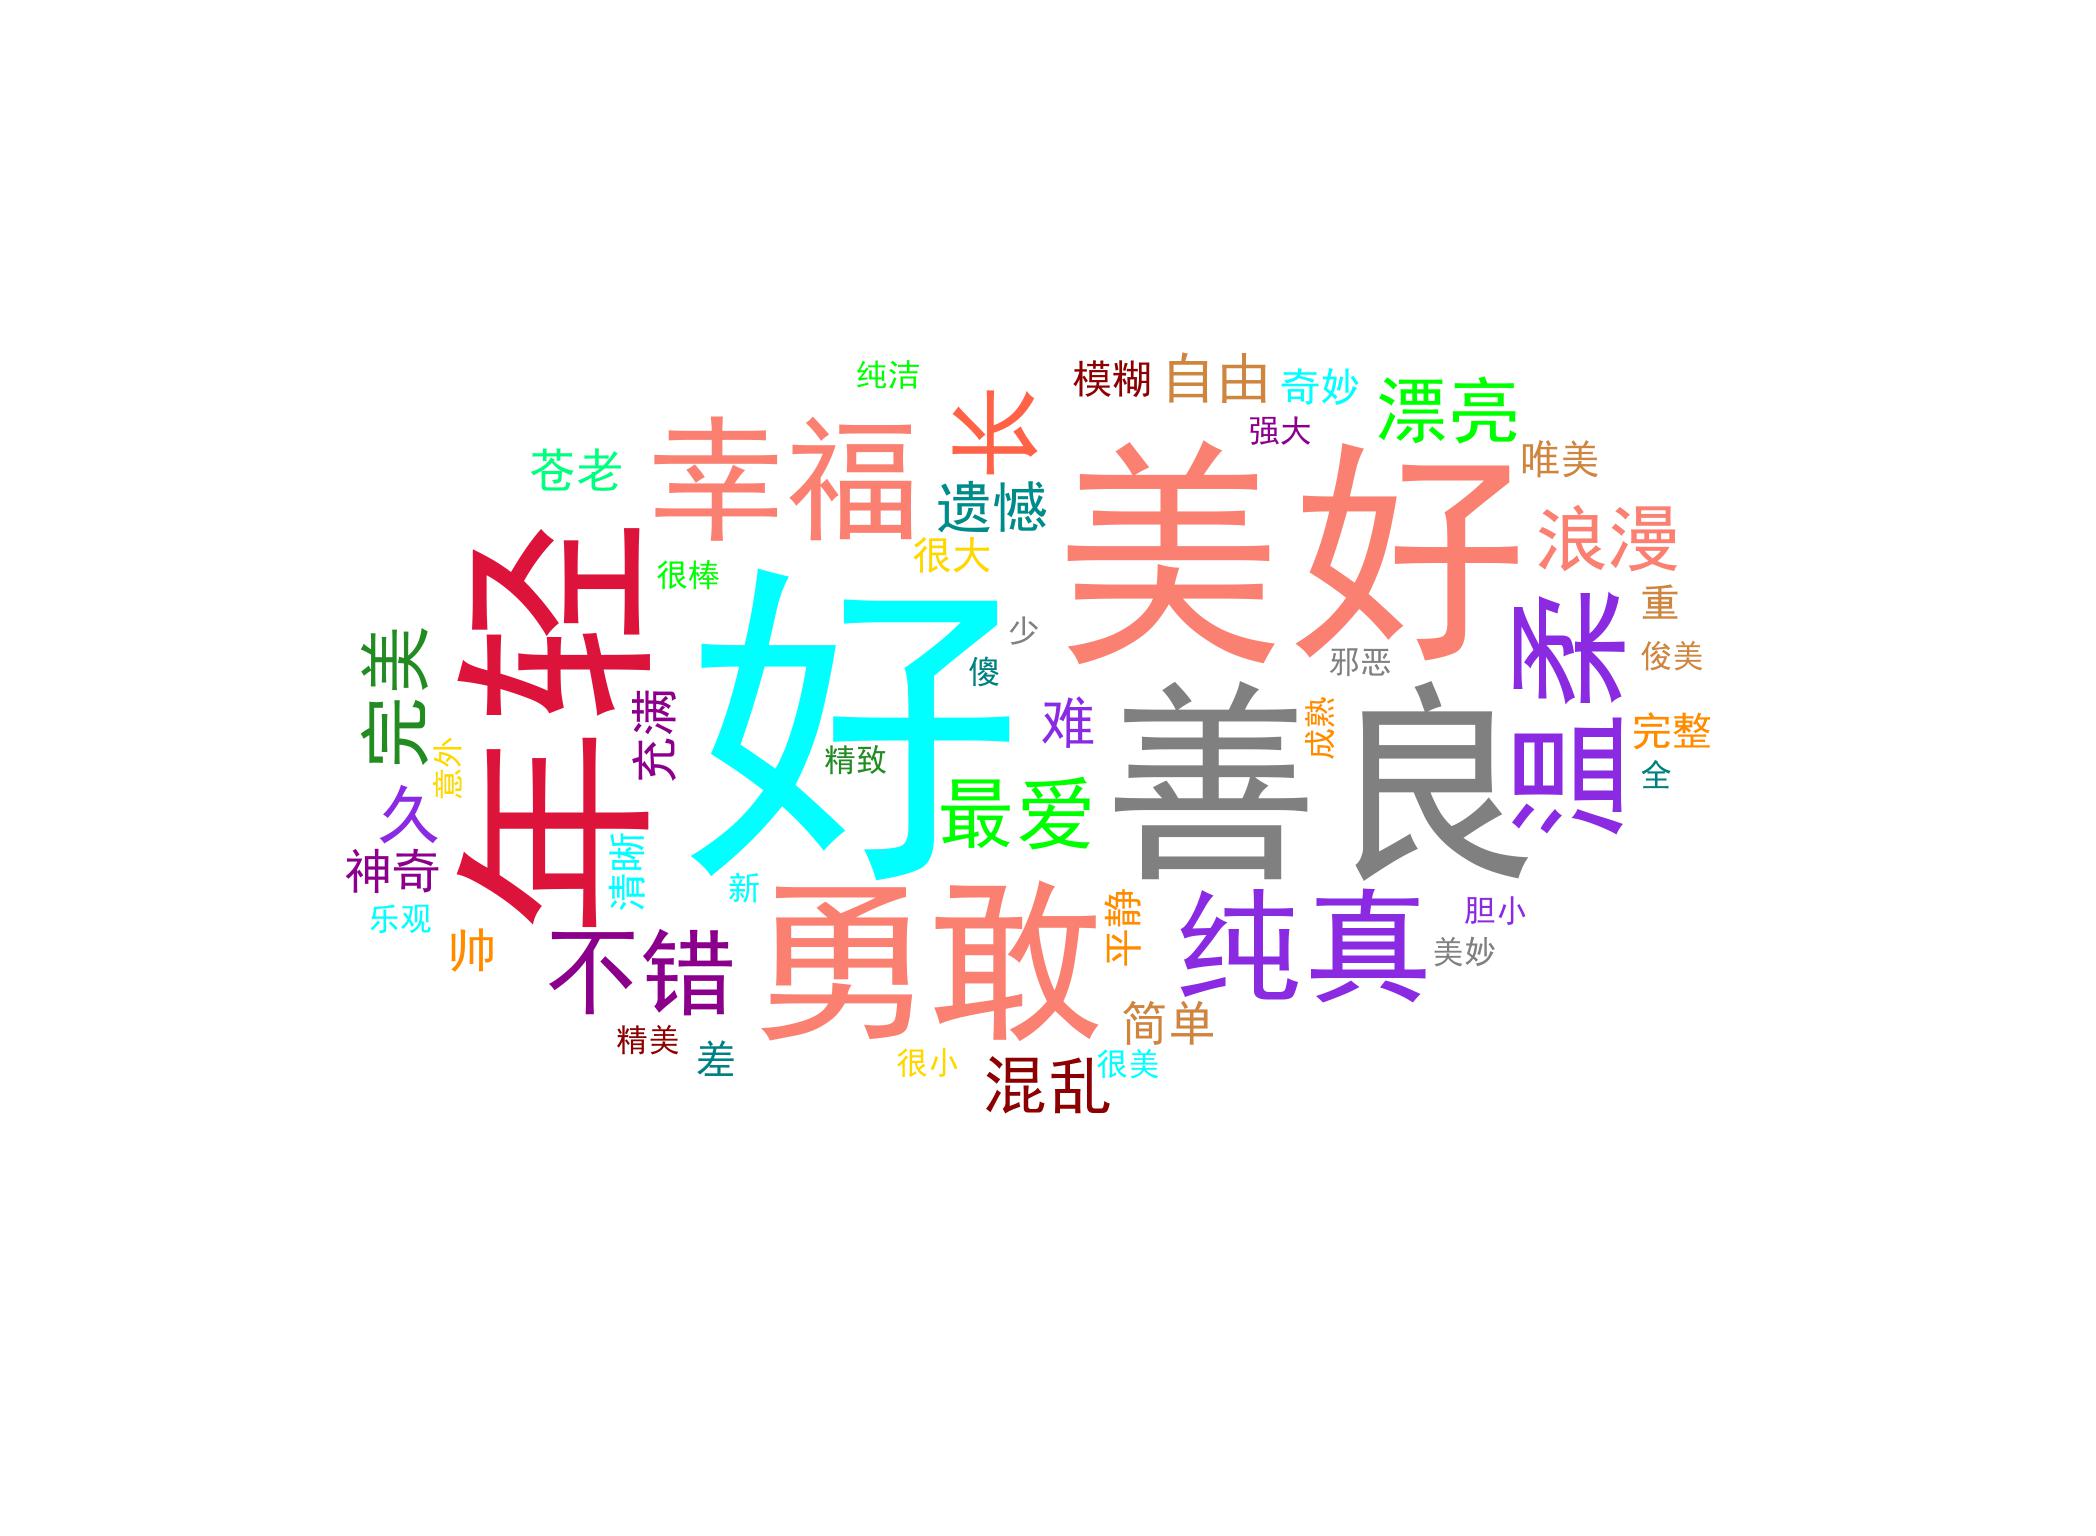 纯洁
长
模糊
自由
奇妙
漂亮
强大
幸福
苍老
遗憾
美好
唯美
浪漫
很大
很棒
年轻
好
少
傻
邪恶
温柔
重
俊美
完美
充满
难
善良
成熟
完整
全
意外
精致
久
最爱
神奇
清晰
新
乐观
帅
不错
勇敢
平静
纯真
胆小
美妙
简单
精美
差
很小
混乱
很美